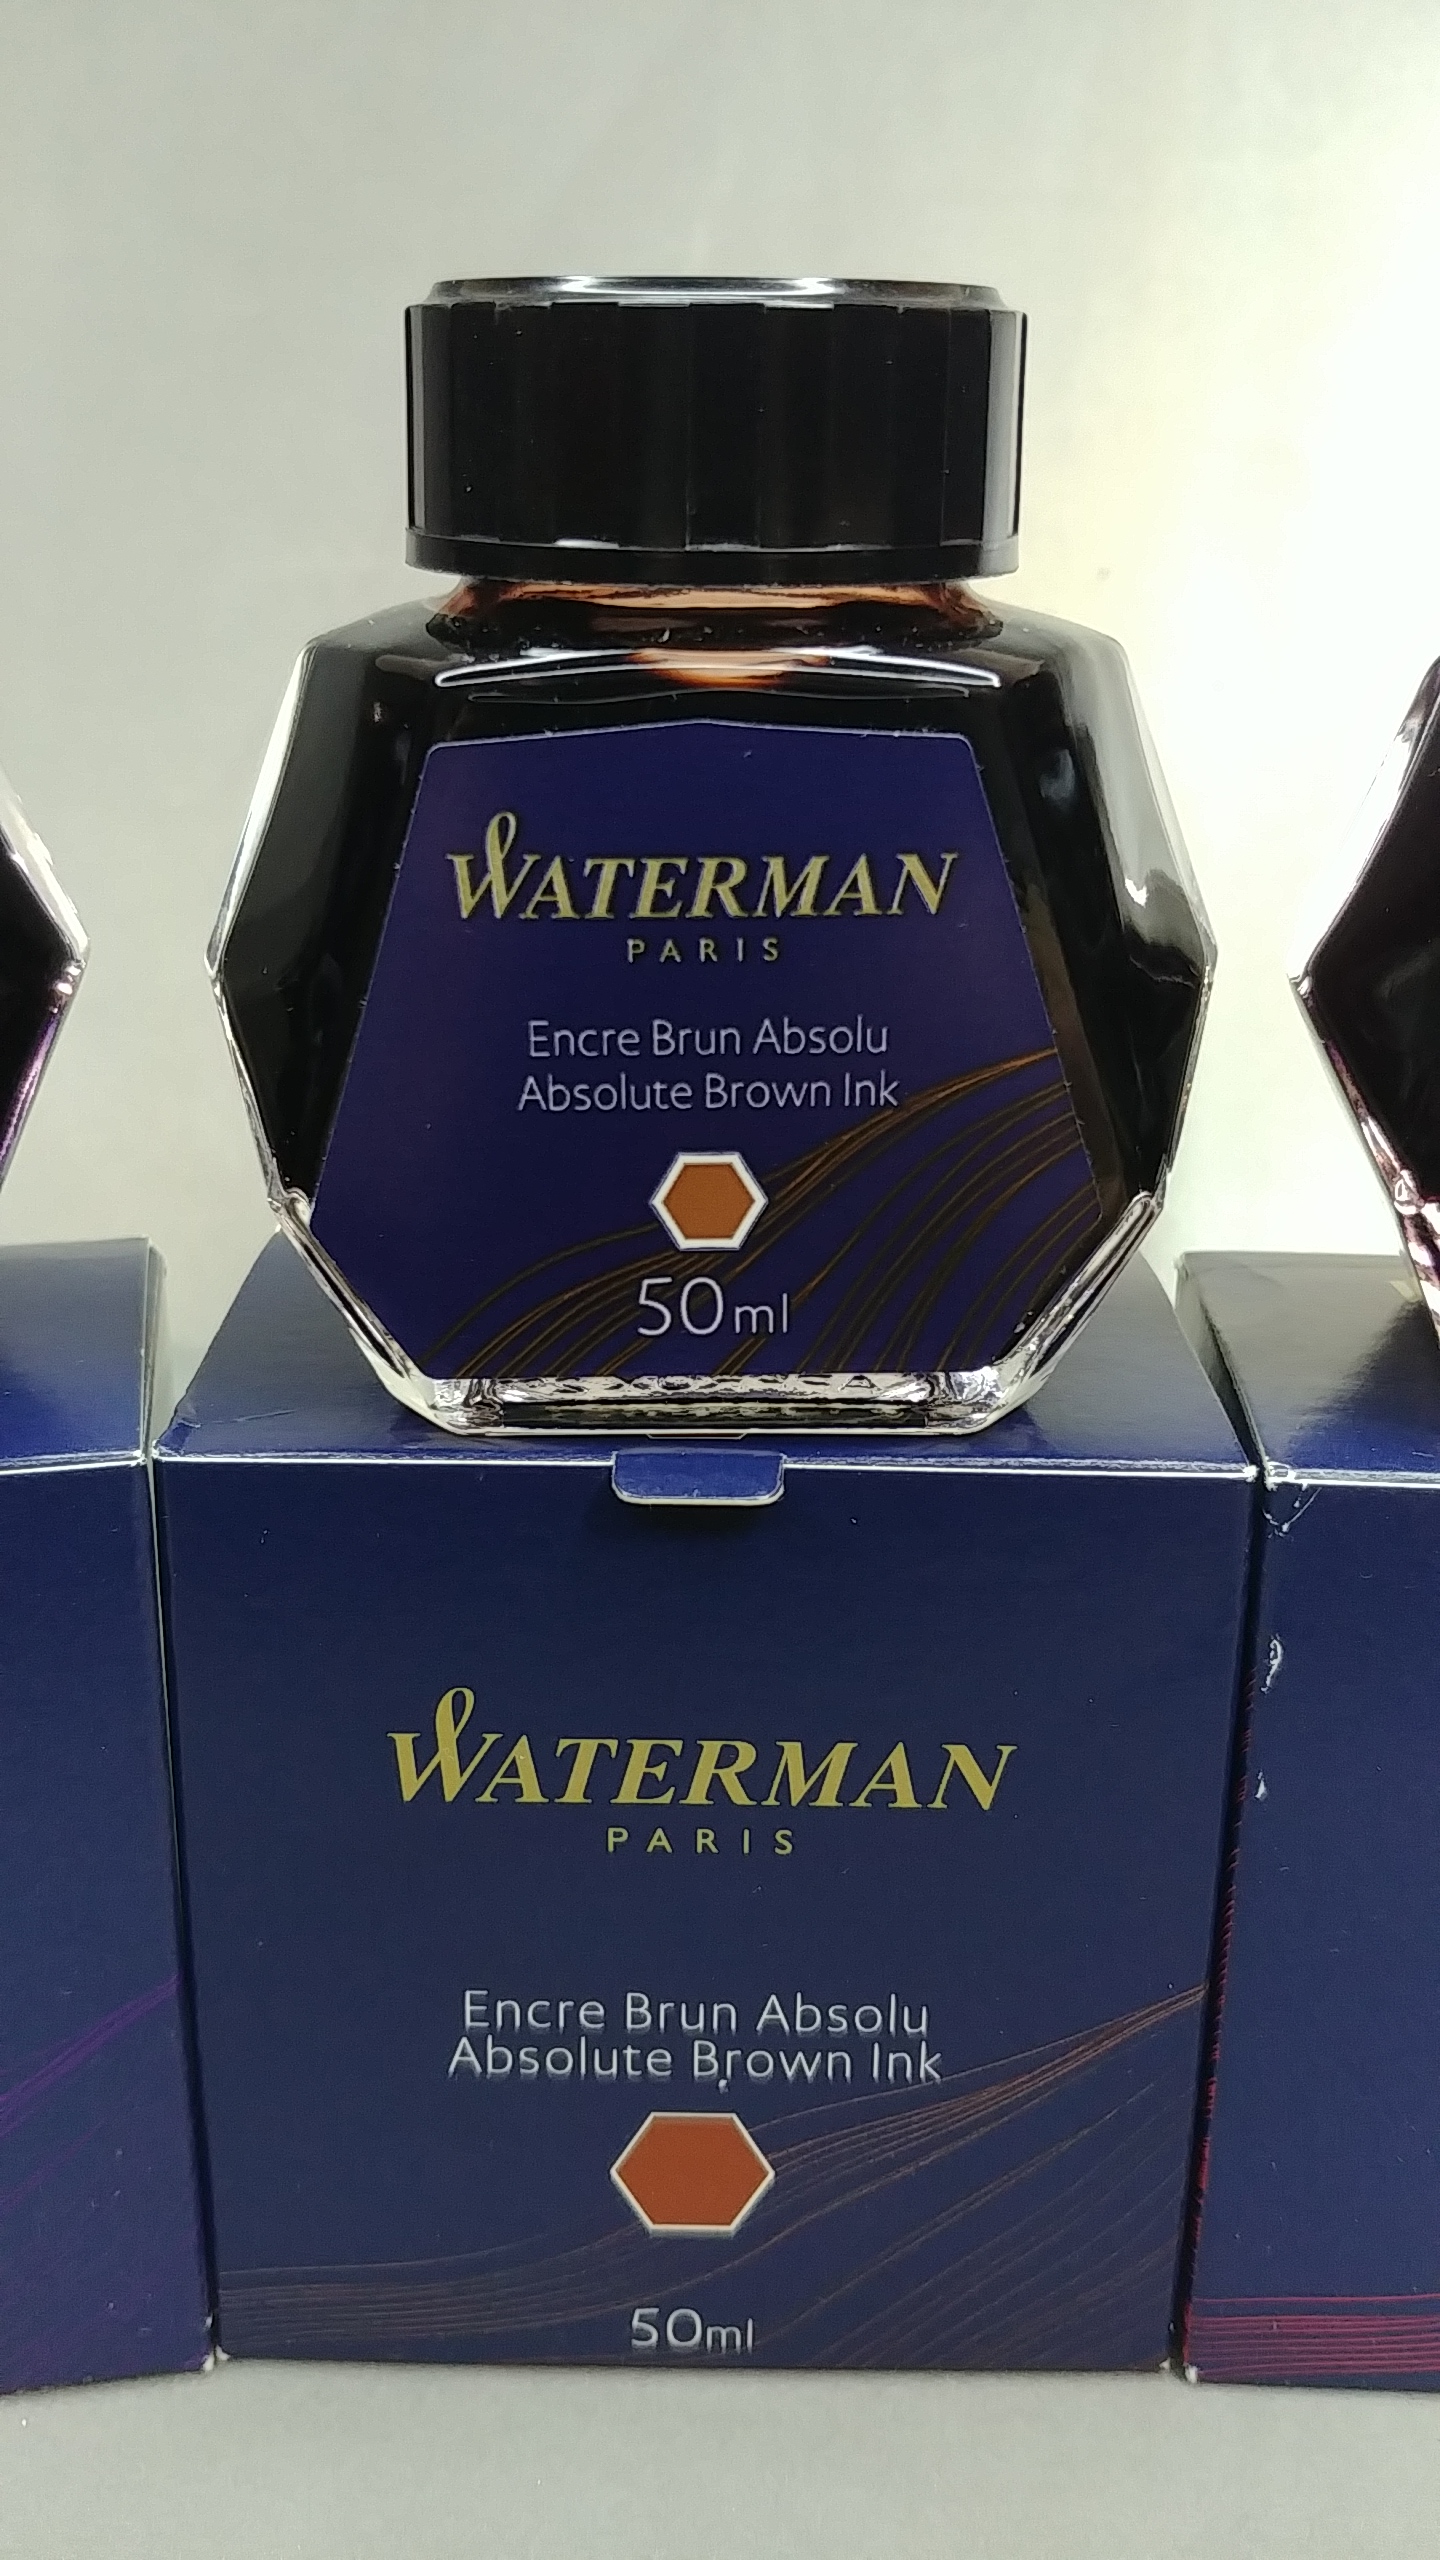 WATERMAN
PARIS
Encre Brun Absolu
Absolute Brown Ink
50ml
WATERMAN
PARIS
Encre Brun Absolu
Absolute Brown Ink
50ml